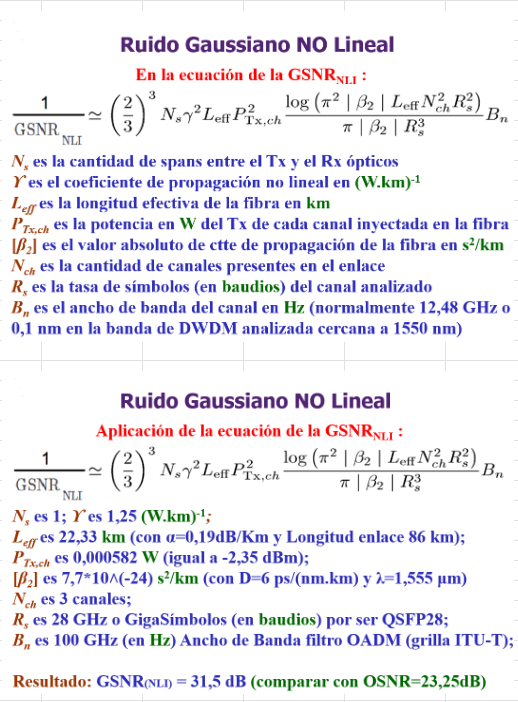 Ruido Gaussiano NO Lineal
En la ecuación de la GSNR_NLI :
1/GSNR_NLI ≃ (2/3)^3 N_s γ^2 L_eff P^2_Tx,ch log (π^2 | β_2 | L_eff N^2_ch R^2_s) / π | β_2 | R^3_s B_n
N_s es la cantidad de spans entre el Tx y el Rx ópticos
ϒ es el coeficiente de propagación no lineal en (W.km)^-1
L_eff es la longitud efectiva de la fibra en km
P_Tx,ch es la potencia en W del Tx de cada canal inyectada en la fibra
[β_2] es el valor absoluto de ctte de propagación de la fibra en s^2/km
N_ch es la cantidad de canales presentes en el enlace
R_s es la tasa de símbolos (en baudios) del canal analizado
B_n es el ancho de banda del canal en Hz (normalmente 12,48 GHz o
0,1 nm en la banda de DWDM analizada cercana a 1550 nm)
Ruido Gaussiano NO Lineal
Aplicación de la ecuación de la GSNR_NLI :
1/GSNR_NLI ≃ (2/3)^3 N_s γ^2 L_eff P^2_Tx,ch log (π^2 | β_2 | L_eff N^2_ch R^2_s) / π | β_2 | R^3_s B_n
N_s es 1; ϒ es 1,25 (W.km)^-1;
L_eff es 22,33 km (con α=0,19dB/Km y Longitud enlace 86 km);
P_Tx,ch es 0,000582 W (igual a -2,35 dBm);
[β_2] es 7,7*10^(-24) s^2/km (con D=6 ps/(nm.km) y λ=1,555 μm)
N_ch es 3 canales;
R_s es 28 GHz o GigaSímbolos (en baudios) por ser QSFP28;
B_n es 100 GHz (en Hz) Ancho de Banda filtro OADM (grilla ITU-T);
Resultado: GSNR(NLI) = 31,5 dB (comparar con OSNR=23,25dB)